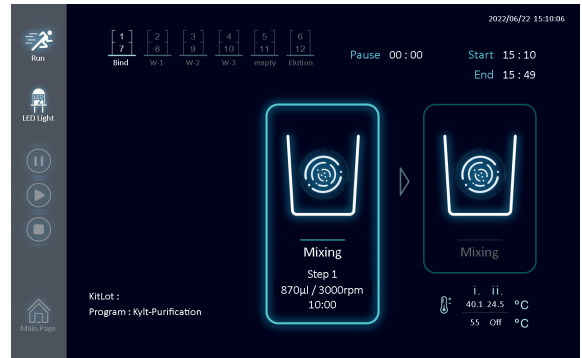 2022/06/22 15:10:06
Run
1 2 3 4 5 6
7 8 9 10 11 12
Bind W-1 W-2 W-3 empty Elution
Pause 00 : 00
Start 15 : 10
End 15 : 49
LED Light
Mixing
Step 1
870µl / 3000rpm
10:00
Mixing
KitLot :
Program : Kylt-Purification
Main Page
i. ii.
40.1 24.5 °C
55 Off °C